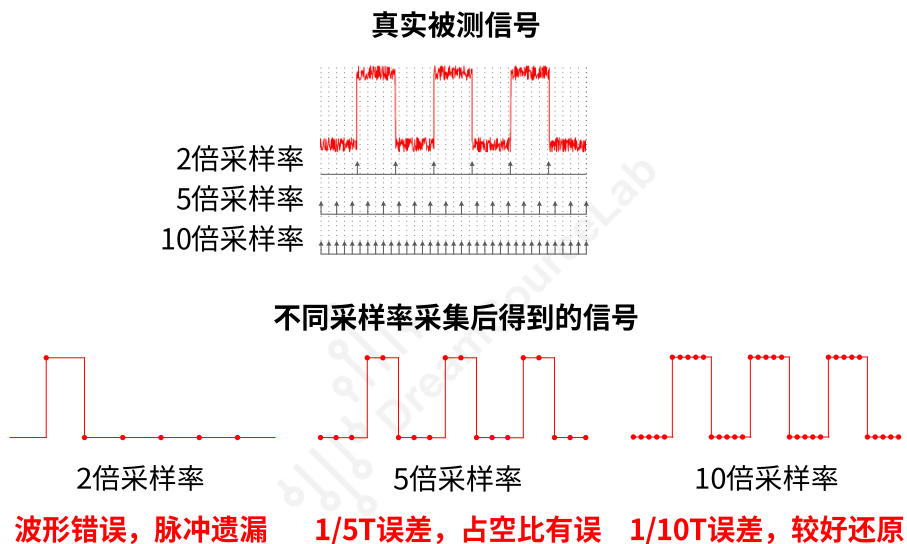 真实被测信号
2倍采样率
5倍采样率
10倍采样率
DreamSourceLab
不同采样率采集后得到的信号
2倍采样率
5倍采样率
10倍采样率
波形错误，脉冲遗漏
1/5T误差，占空比有误
1/10T误差，较好还原